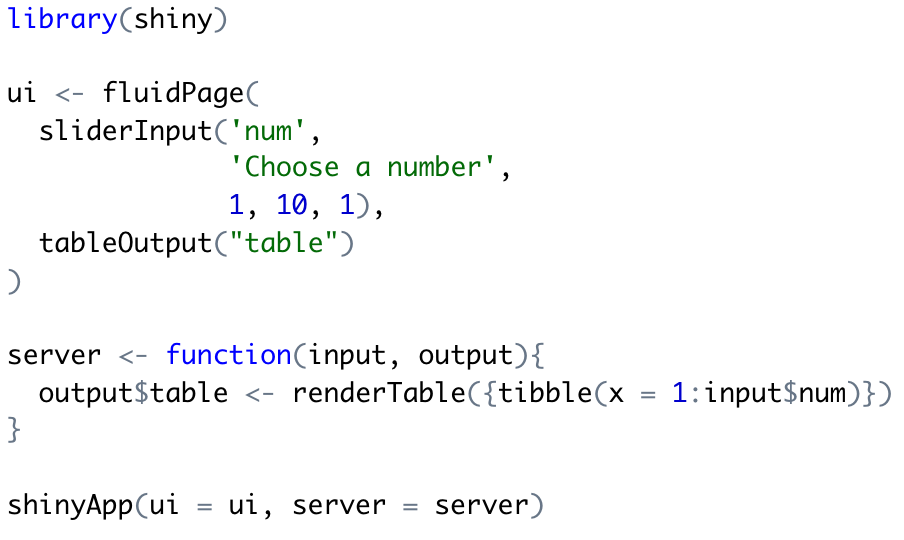 library(shiny)

ui <- fluidPage(
  sliderInput('num',
              'Choose a number',
              1, 10, 1),
  tableOutput("table")
)

server <- function(input, output){
  output$table <- renderTable({tibble(x = 1:input$num)})
}

shinyApp(ui = ui, server = server)